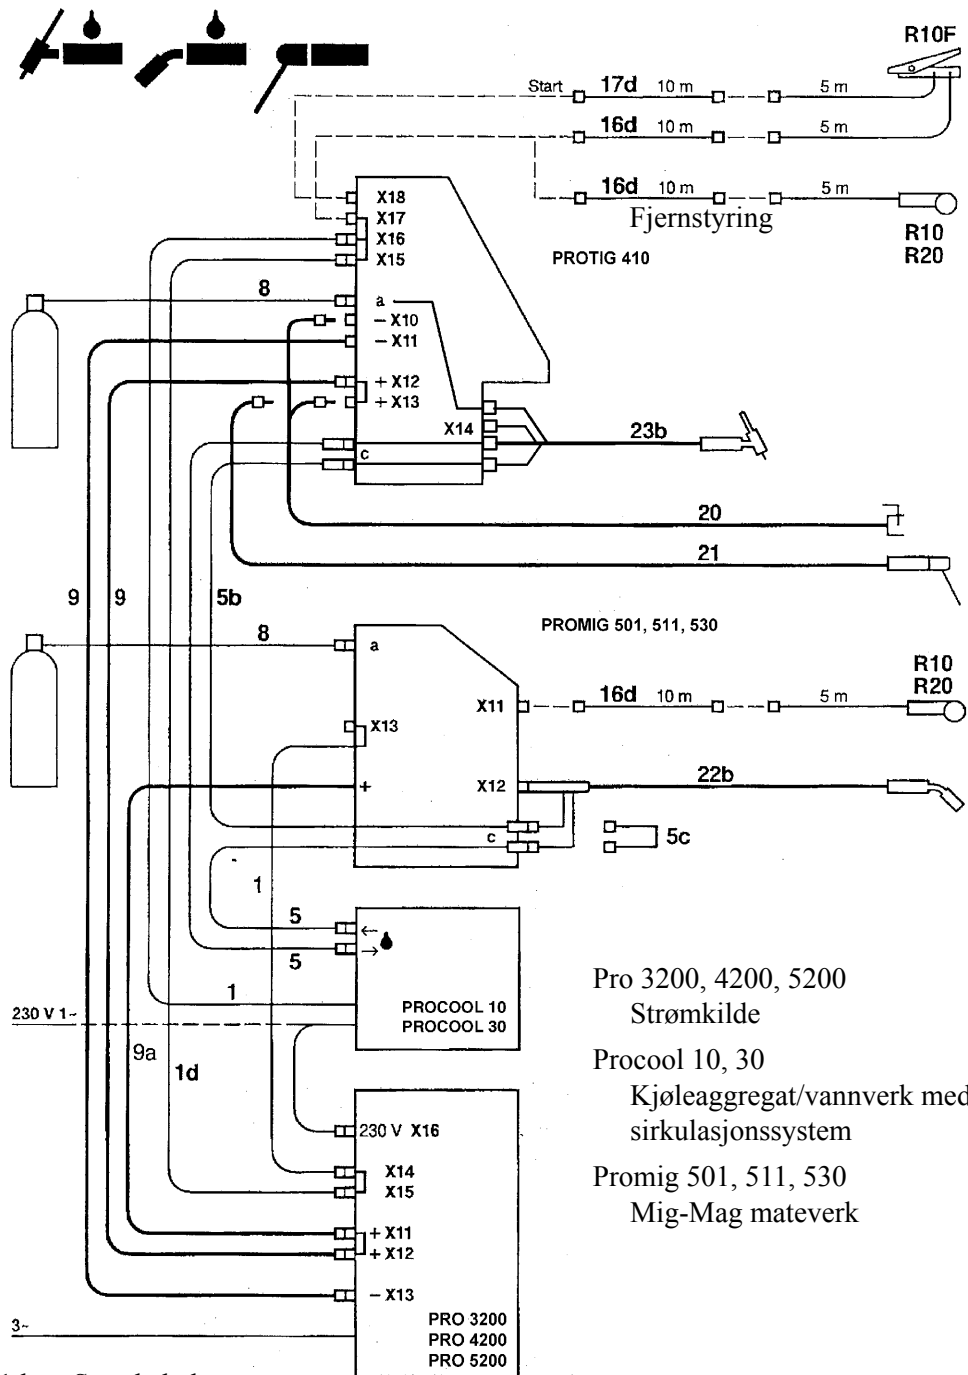 R10F
Start 17d 10 m 5 m
16d 10 m 5 m
16d 10 m 5 m
Fjernstyring
R10
R20
PROTIG 410
X18
X17
X16
X15
8
a
– X10
– X11
+ X12
+ X13
X14
c
23b
20
21
9
9
5b
PROMIG 501, 511, 530
8
a
R10
R20
X11
16d 10 m 5 m
X13
+
X12
22b
c
5c
1
5
5
1
PROCOOL 10
PROCOOL 30
230 V 1~
9a
1d
Pro 3200, 4200, 5200
Strømkilde
Procool 10, 30
Kjøleaggregat/vannverk med
sirkulasjonssystem
Promig 501, 511, 530
Mig-Mag mateverk
230 V X16
X14
X15
+ X11
+ X12
– X13
3~
PRO 3200
PRO 4200
PRO 5200